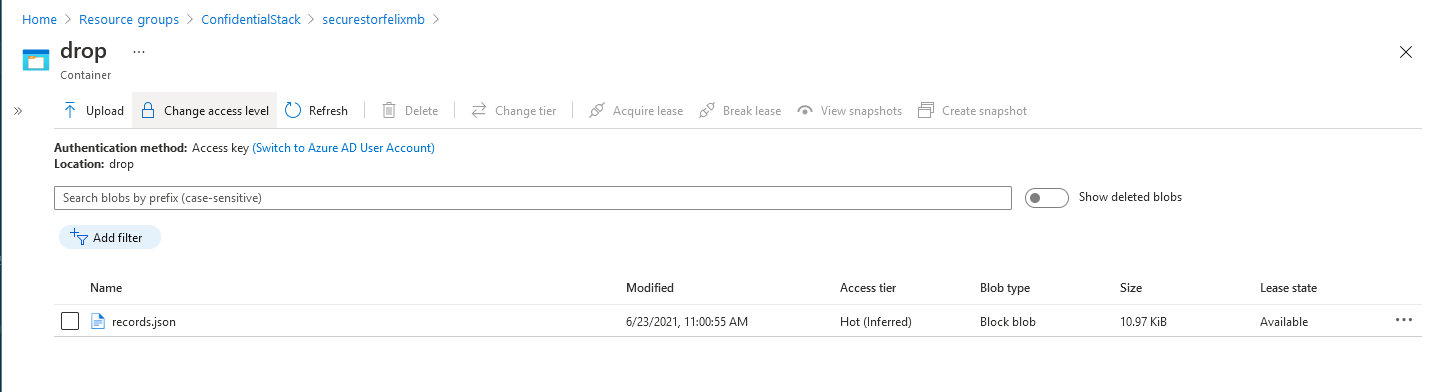 Home > Resource groups > ConfidentialStack > securestorfelixmb >
drop ...
Container
» Upload Change access level Refresh Delete Change tier Acquire lease Break lease View snapshots Create snapshot
Authentication method: Access key (Switch to Azure AD User Account)
Location: drop
Search blobs by prefix (case-sensitive) Show deleted blobs
Add filter
Name Modified Access tier Blob type Size Lease state
records.json 6/23/2021, 11:00:55 AM Hot (Inferred) Block blob 10.97 KiB Available ...